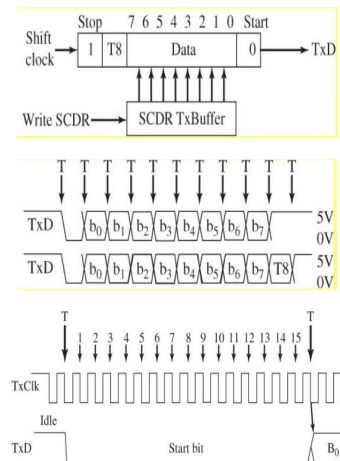 Stop 7 6 5 4 3 2 1 0 Start
Shift clock
1 T8 Data 0 TxD
Write SCDR SCDR TxBuffer
T T T T T T T T T T T
TxD b0 b1 b2 b3 b4 b5 b6 b7 5V
0V
TxD b0 b1 b2 b3 b4 b5 b6 b7 T8 5V
0V
T T
1 2 3 4 5 6 7 8 9 10 11 12 13 14 15
TxClk
Idle
TxD Start bit B0